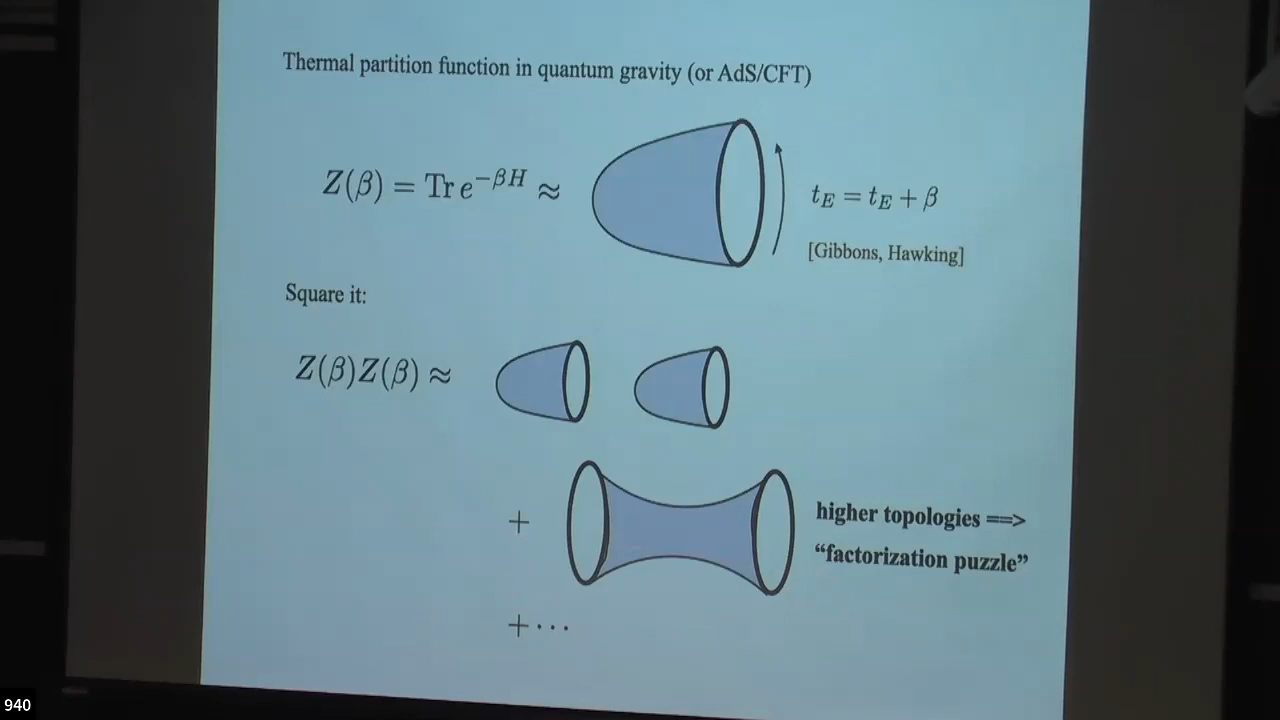 Thermal partition function in quantum gravity (or AdS/CFT)
Z(β) = Tr e^{−βH} ≈
t_E = t_E + β
[Gibbons, Hawking]
Square it:
Z(β)Z(β) ≈
+
higher topologies ==>
“factorization puzzle”
+···
940